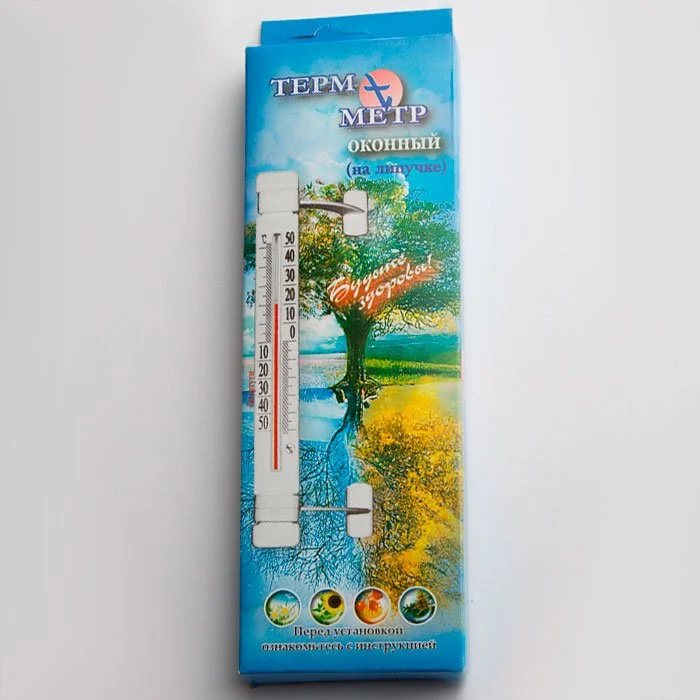 ТЕРМ
МЕТР
ОКОННЫЙ
(на липучке)
Будьте
здоровы!
50
40
30
20
10
0
10
20
30
40
50
Перед установкой
ознакомьтесь с инструкцией